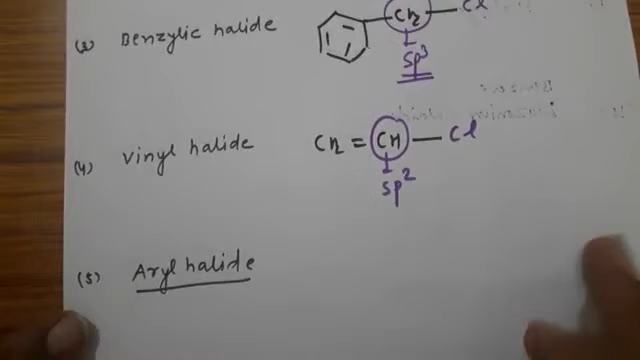 (3) Benzylic halide CH2 — Cl
sp3
(4) Vinyl halide CH2 = CH — Cl
sp2
(5) Aryl halide